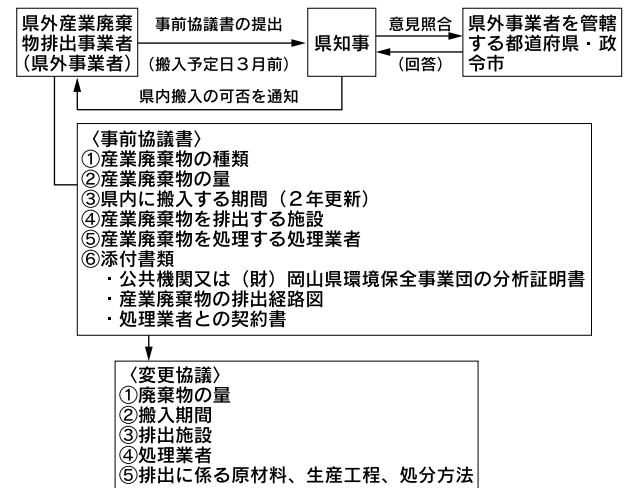 県外産業廃棄
物排出事業者
（県外事業者）
事前協議書の提出
（搬入予定日３月前）
県知事
意見照合
（回答）
県外事業者を管轄
する都道府県・政
令市
県内搬入の可否を通知
〈事前協議書〉
①産業廃棄物の種類
②産業廃棄物の量
③県内に搬入する期間（２年更新）
④産業廃棄物を排出する施設
⑤産業廃棄物を処理する処理業者
⑥添付書類
・公共機関又は（財）岡山県環境保全事業団の分析証明書
・産業廃棄物の排出経路図
・処理業者との契約書
〈変更協議〉
①廃棄物の量
②搬入期間
③排出施設
④処理業者
⑤排出に係る原材料、生産工程、処分方法